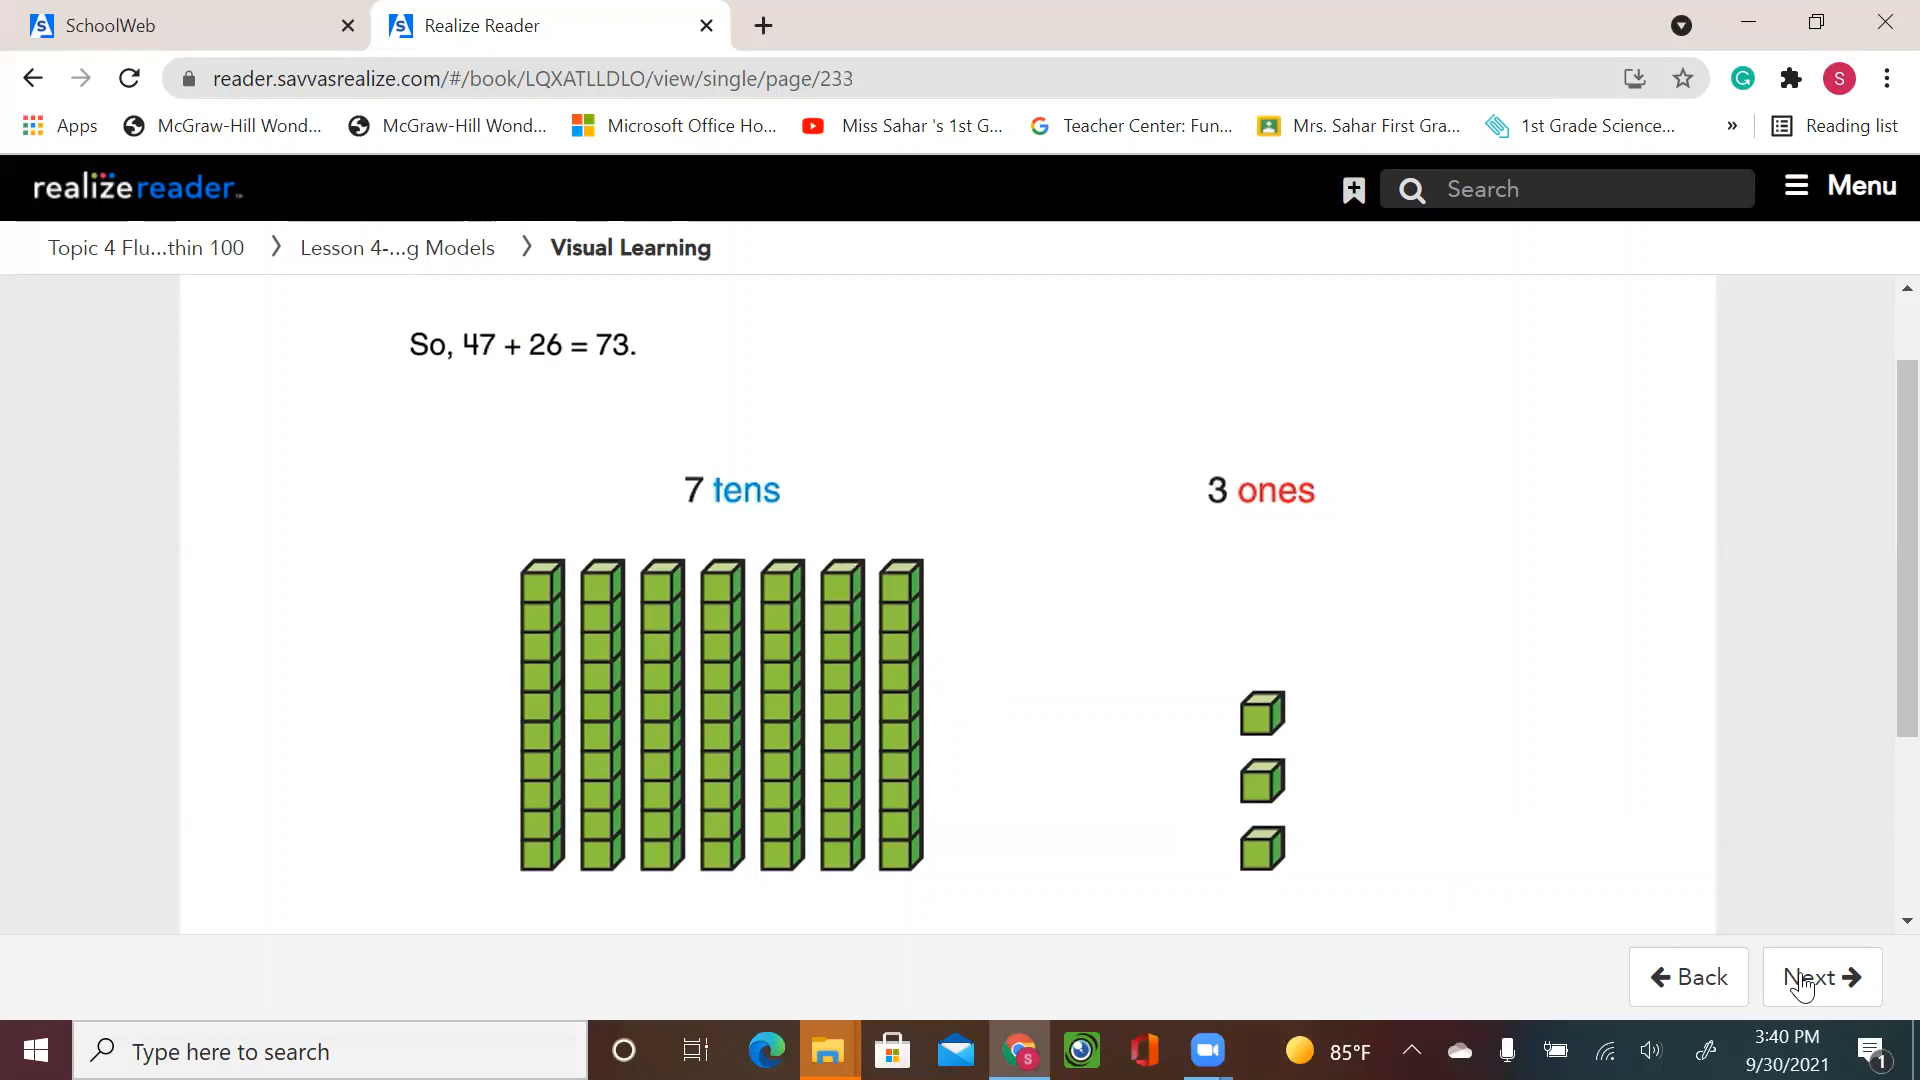 SchoolWeb
Realize Reader
reader.savvasrealize.com/#/book/LQXATLLDLO/view/single/page/233
S
Apps McGraw-Hill Wond... McGraw-Hill Wond... Microsoft Office Ho... Miss Sahar 's 1st G... Teacher Center: Fun... Mrs. Sahar First Gra... 1st Grade Science... » Reading list
realizereader™ Search Menu
Topic 4 Flu...thin 100 Lesson 4-...g Models Visual Learning
So, 47 + 26 = 73.
7 tens 3 ones
Back Next
Type here to search 85°F 3:40 PM
9/30/2021 1